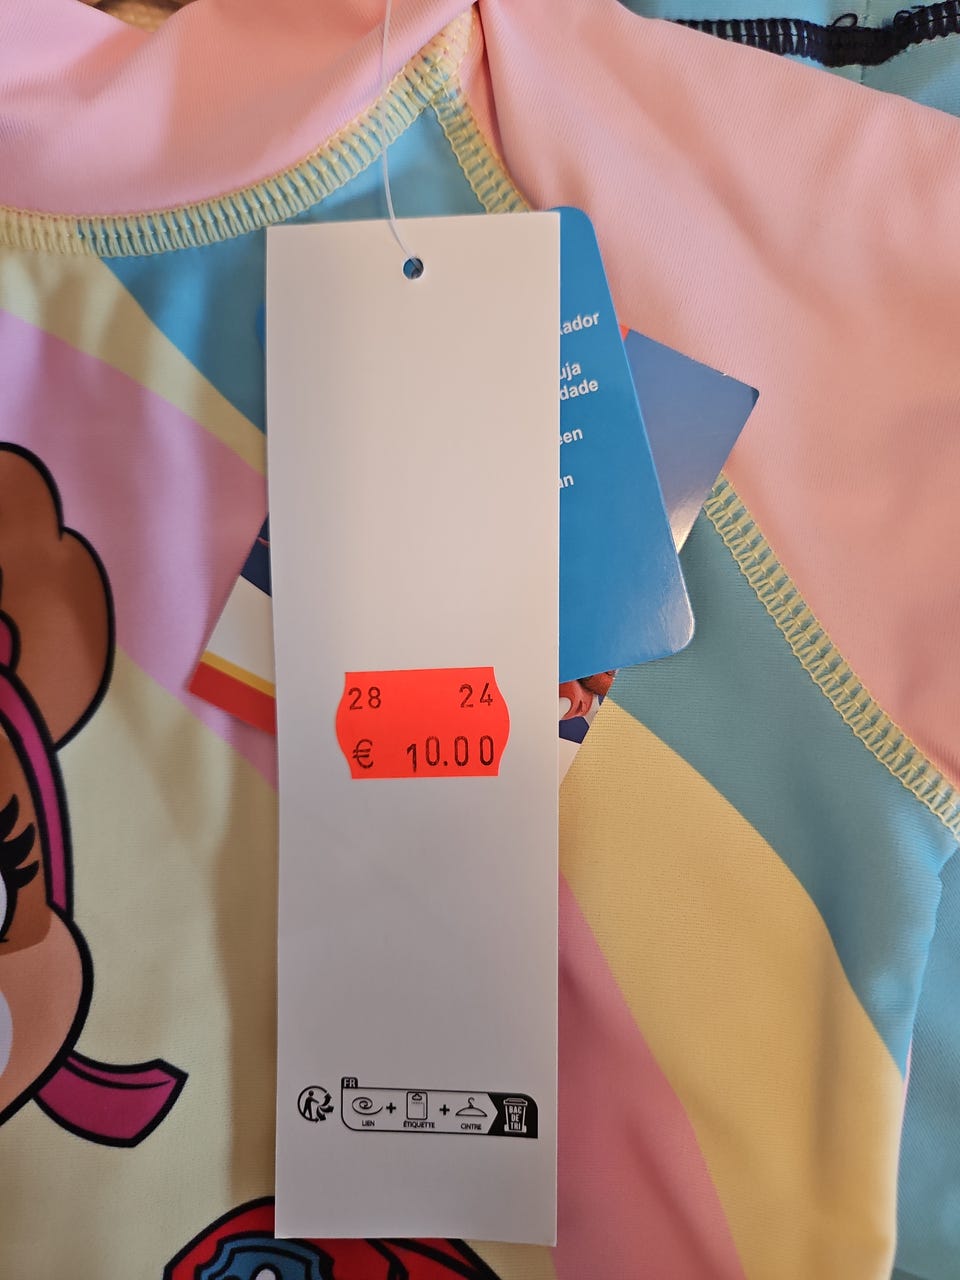 28 24
€ 10.00
FR
LIEN + ÉTIQUETTE + CINTRE
BAC
DE
TRI